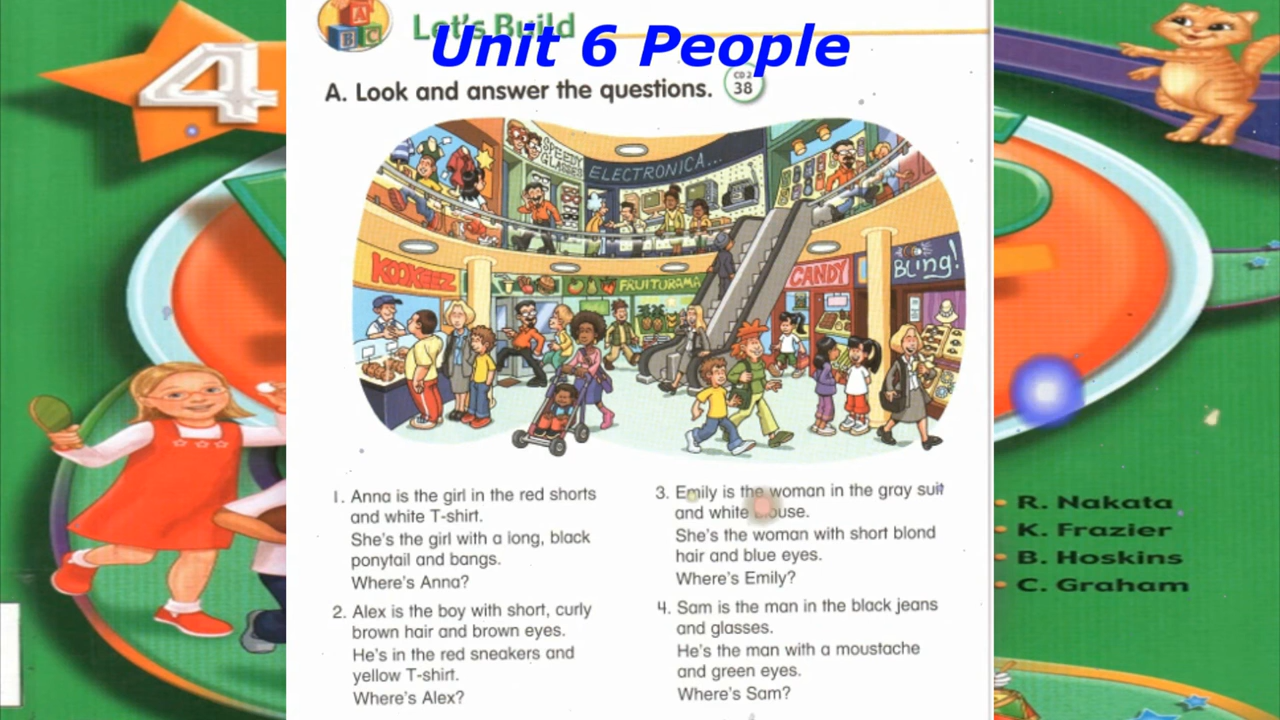 4
A
B C
Let's Build
Unit 6 People
A. Look and answer the questions.
CD 2
38
SPEEDY
GLASSES
ELECTRONICA...
KOOKEEZ
FRUITURAMA
CANDY
Bling!
1. Anna is the girl in the red shorts
and white T-shirt.
She's the girl with a long, black
ponytail and bangs.
Where's Anna?
2. Alex is the boy with short, curly
brown hair and brown eyes.
He's in the red sneakers and
yellow T-shirt.
Where's Alex?
3. Emily is the woman in the gray suit
and white blouse.
She's the woman with short blond
hair and blue eyes.
Where's Emily?
4. Sam is the man in the black jeans
and glasses.
He's the man with a moustache
and green eyes.
Where's Sam?
• R. Nakata
• K. Frazier
• B. Hoskins
• C. Graham